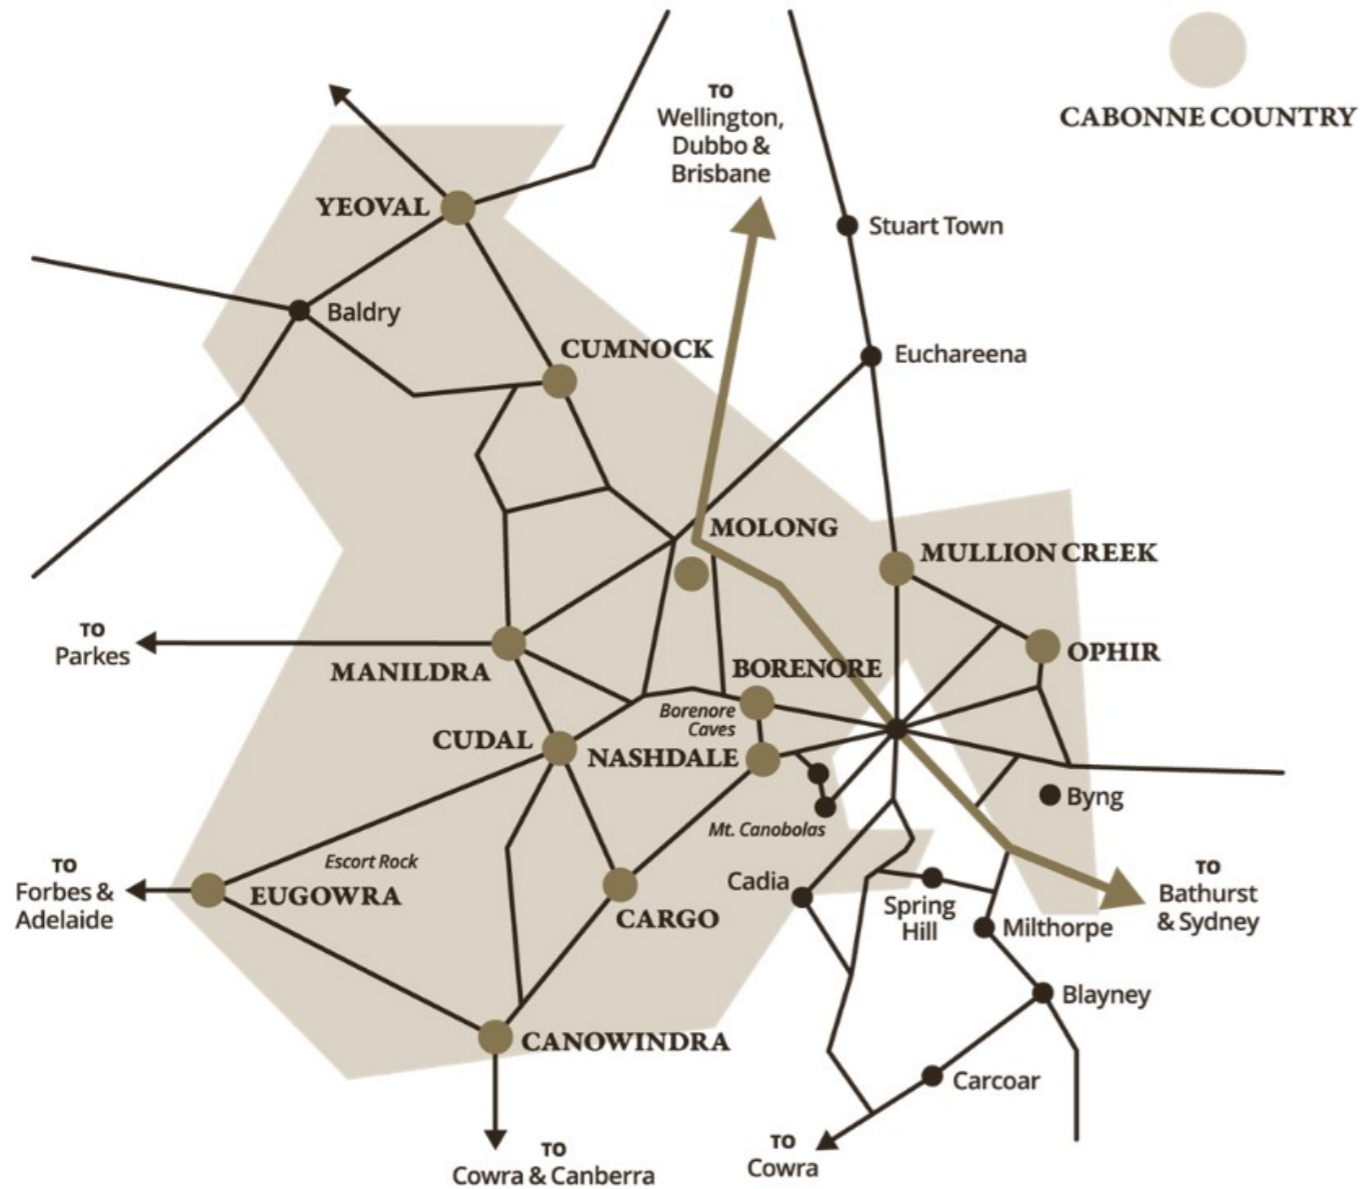 CABONNE COUNTRY
TO
Wellington,
Dubbo &
Brisbane
YEOVAL
Stuart Town
Baldry
CUMNOCK
Euchareena
MOLONG
MULLION CREEK
TO
Parkes
MANILDRA
BORENORE
OPHIR
Borenore
Caves
CUDAL
NASHDALE
Byng
Mt. Canobolas
Escort Rock
TO
Forbes &
Adelaide
EUGOWRA
CARGO
Cadia
Spring
Hill
Milthorpe
TO
Bathurst
& Sydney
Blayney
CANOWINDRA
Carcoar
TO
Cowra & Canberra
TO
Cowra